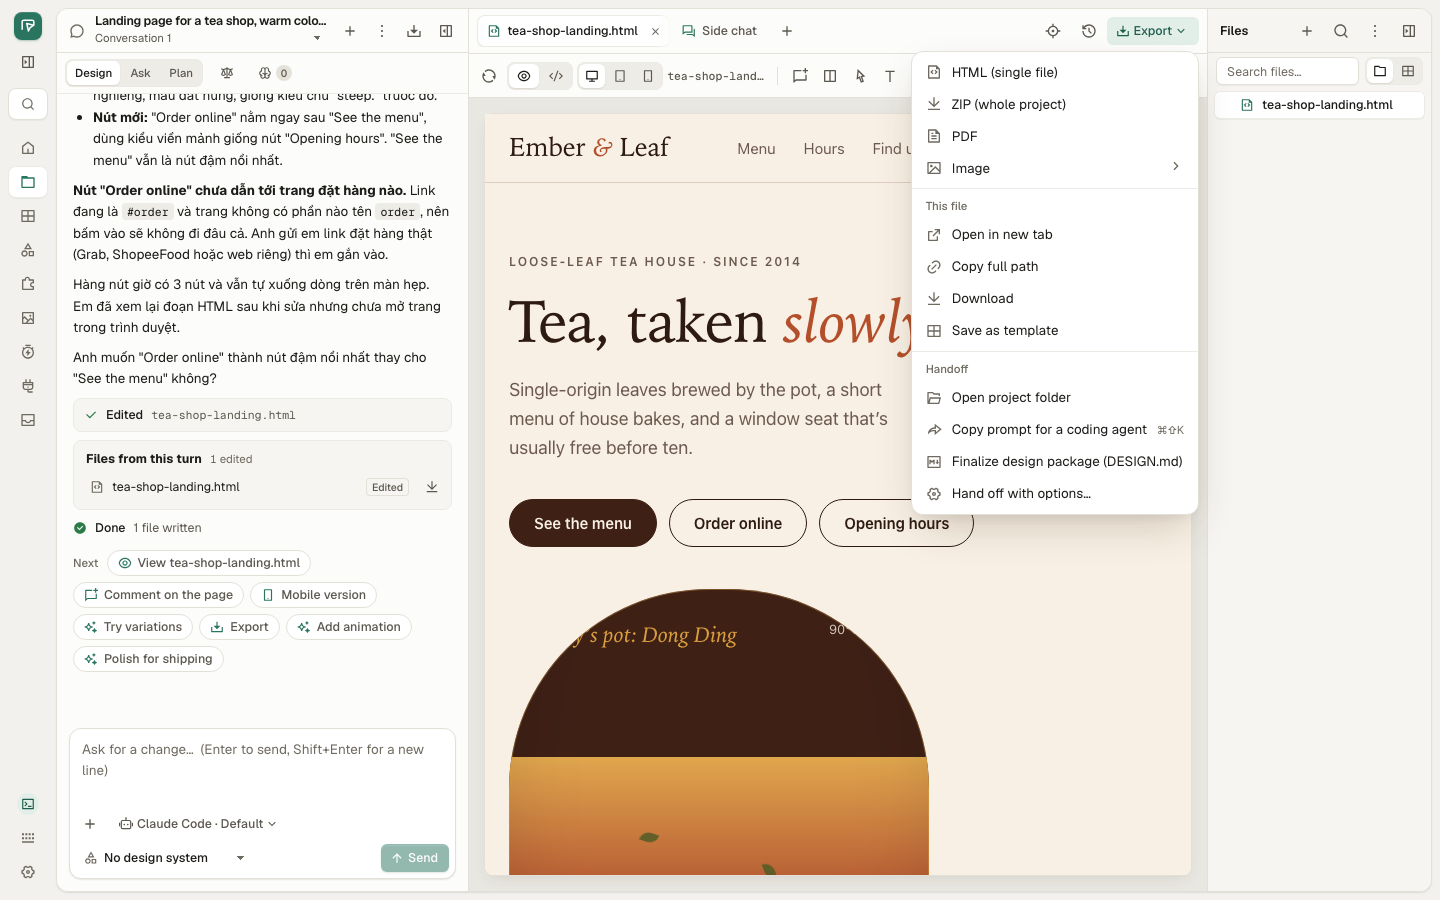 Landing page for a tea shop, warm colo...
Conversation 1
Design
Ask
Plan
0
nghiêng, màu đất nung, giống kiểu chữ "steep." trước đó.
• Nút mới: "Order online" nằm ngay sau "See the menu",
dùng kiểu viền mảnh giống nút "Opening hours". "See the
menu" vẫn là nút đậm nổi nhất.
Nút "Order online" chưa dẫn tới trang đặt hàng nào. Link
đang là #order và trang không có phần nào tên order, nên
bấm vào sẽ không đi đâu cả. Anh gửi em link đặt hàng thật
(Grab, ShopeeFood hoặc web riêng) thì em gắn vào.
Hàng nút giờ có 3 nút và vẫn tự xuống dòng trên màn hẹp.
Em đã xem lại đoạn HTML sau khi sửa nhưng chưa mở trang
trong trình duyệt.
Anh muốn "Order online" thành nút đậm nổi nhất thay cho
"See the menu" không?
Edited tea-shop-landing.html
Files from this turn 1 edited
tea-shop-landing.html
Edited
Done 1 file written
Next
View tea-shop-landing.html
Comment on the page
Mobile version
Try variations
Export
Add animation
Polish for shipping
Ask for a change... (Enter to send, Shift+Enter for a new
line)
Claude Code · Default
No design system
Send
tea-shop-landing.html
Side chat
Export
tea-shop-land...
Ember & Leaf
Menu
Hours
Find u
LOOSE-LEAF TEA HOUSE · SINCE 2014
Tea, taken slowly
Single-origin leaves brewed by the pot, a short
menu of house bakes, and a window seat that's
usually free before ten.
See the menu
Order online
Opening hours
y's pot: Dong Ding
90
HTML (single file)
ZIP (whole project)
PDF
Image
This file
Open in new tab
Copy full path
Download
Save as template
Handoff
Open project folder
Copy prompt for a coding agent ⌘⇧K
Finalize design package (DESIGN.md)
Hand off with options...
Files
Search files...
tea-shop-landing.html